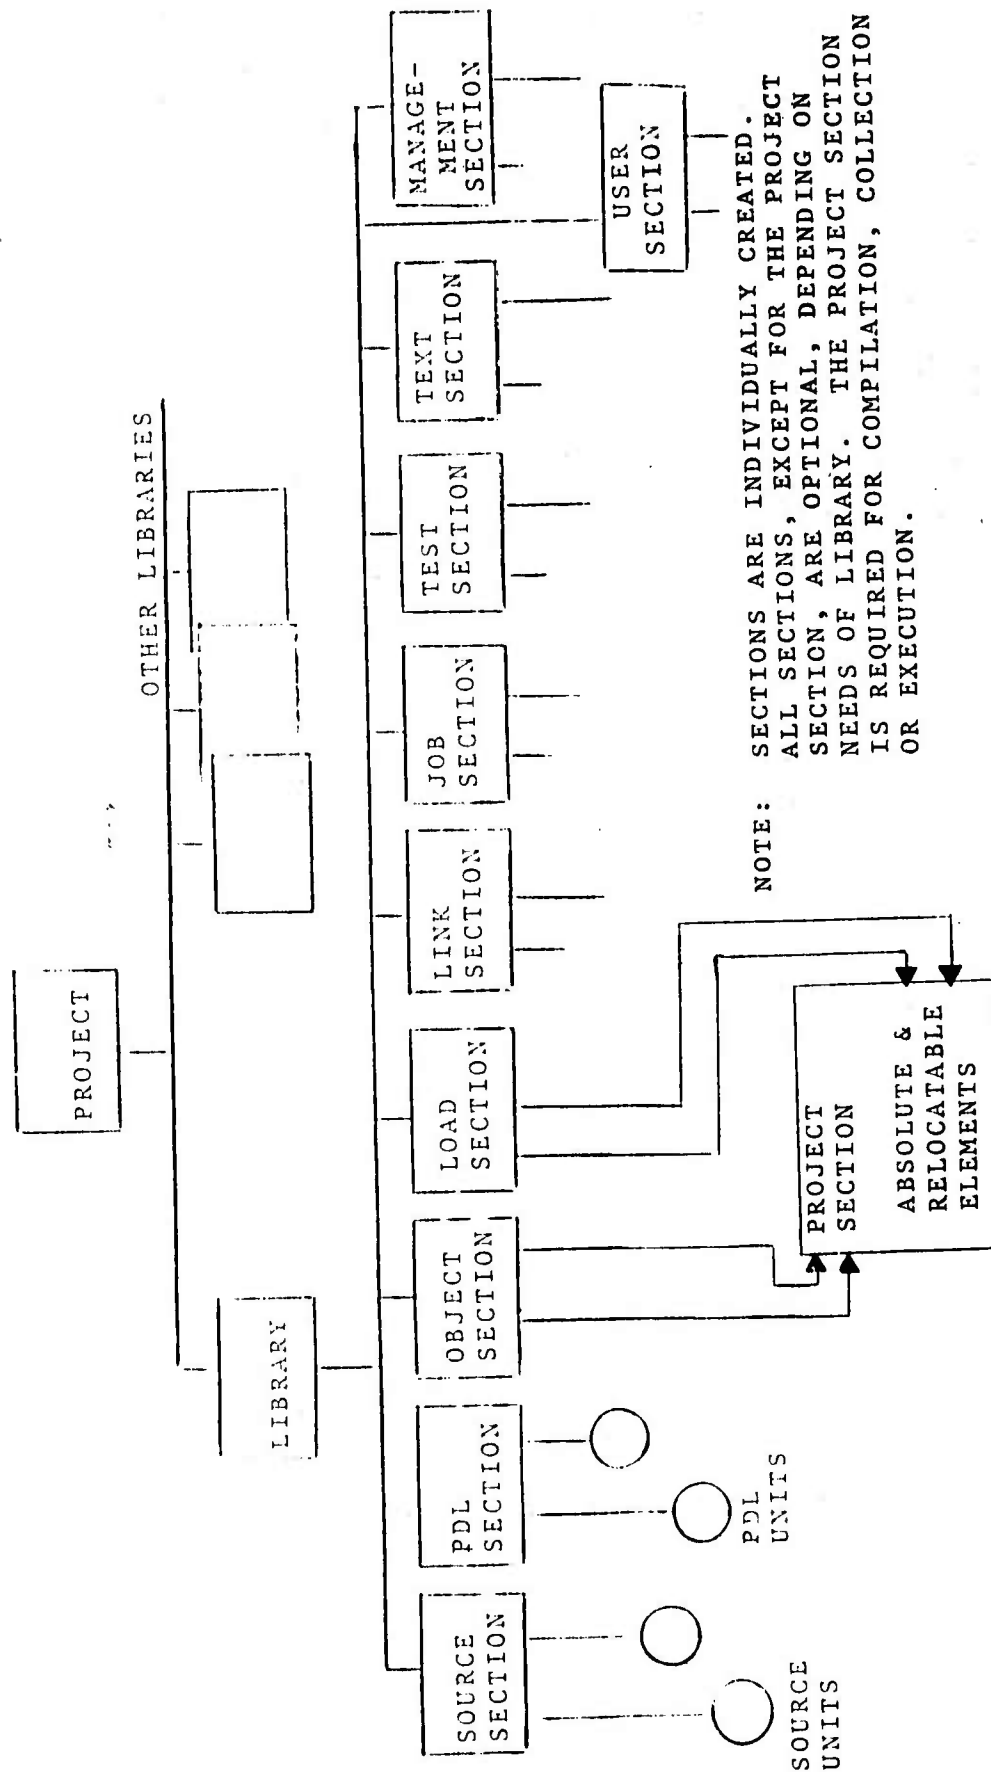 PROJECT
OTHER LIBRARIES
LIBRARY
SOURCE
SECTION
PDL
SECTION
OBJECT
SECTION
LOAD
SECTION
LINK
SECTION
JOB
SECTION
TEST
SECTION
TEXT
SECTION
MANAGE-
MENT
SECTION
USER
SECTION
SOURCE
UNITS
PDL
UNITS
PROJECT
SECTION
ABSOLUTE &
RELOCATABLE
ELEMENTS
NOTE: SECTIONS ARE INDIVIDUALLY CREATED.
ALL SECTIONS, EXCEPT FOR THE PROJECT
SECTION, ARE OPTIONAL, DEPENDING ON
NEEDS OF LIBRARY. THE PROJECT SECTION
IS REQUIRED FOR COMPILATION, COLLECTION
OR EXECUTION.